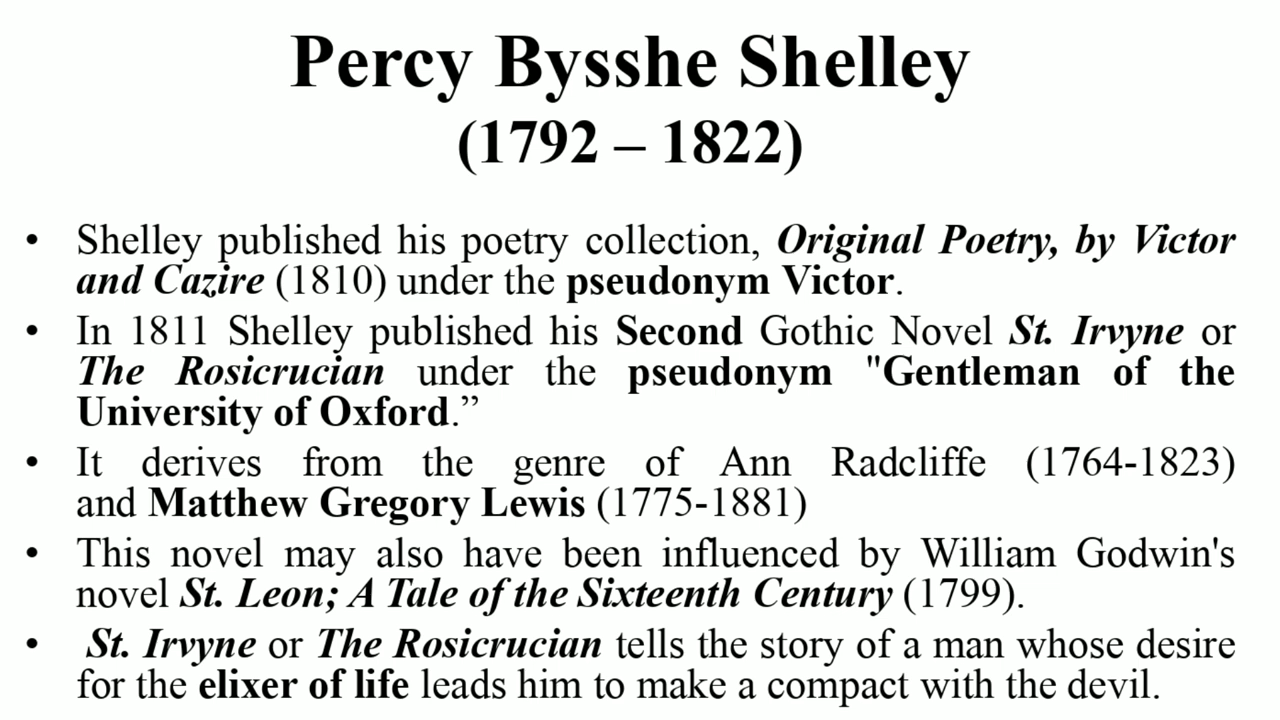 Percy Bysshe Shelley
(1792 – 1822)
• Shelley published his poetry collection, Original Poetry, by Victor
and Cazire (1810) under the pseudonym Victor.
• In 1811 Shelley published his Second Gothic Novel St. Irvyne or
The Rosicrucian under the pseudonym "Gentleman of the
University of Oxford.”
• It derives from the genre of Ann Radcliffe (1764-1823)
and Matthew Gregory Lewis (1775-1881)
• This novel may also have been influenced by William Godwin's
novel St. Leon; A Tale of the Sixteenth Century (1799).
• St. Irvyne or The Rosicrucian tells the story of a man whose desire
for the elixer of life leads him to make a compact with the devil.